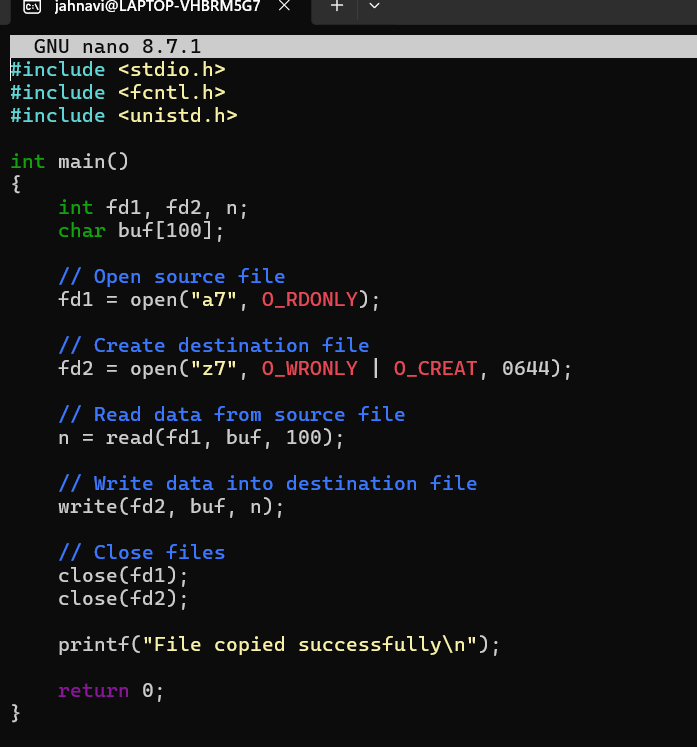 jahnavi@LAPTOP-VHBRM5G7
GNU nano 8.7.1
#include <stdio.h>
#include <fcntl.h>
#include <unistd.h>

int main()
{
    int fd1, fd2, n;
    char buf[100];

    // Open source file
    fd1 = open("a7", O_RDONLY);

    // Create destination file
    fd2 = open("z7", O_WRONLY | O_CREAT, 0644);

    // Read data from source file
    n = read(fd1, buf, 100);

    // Write data into destination file
    write(fd2, buf, n);

    // Close files
    close(fd1);
    close(fd2);

    printf("File copied successfully\n");

    return 0;
}